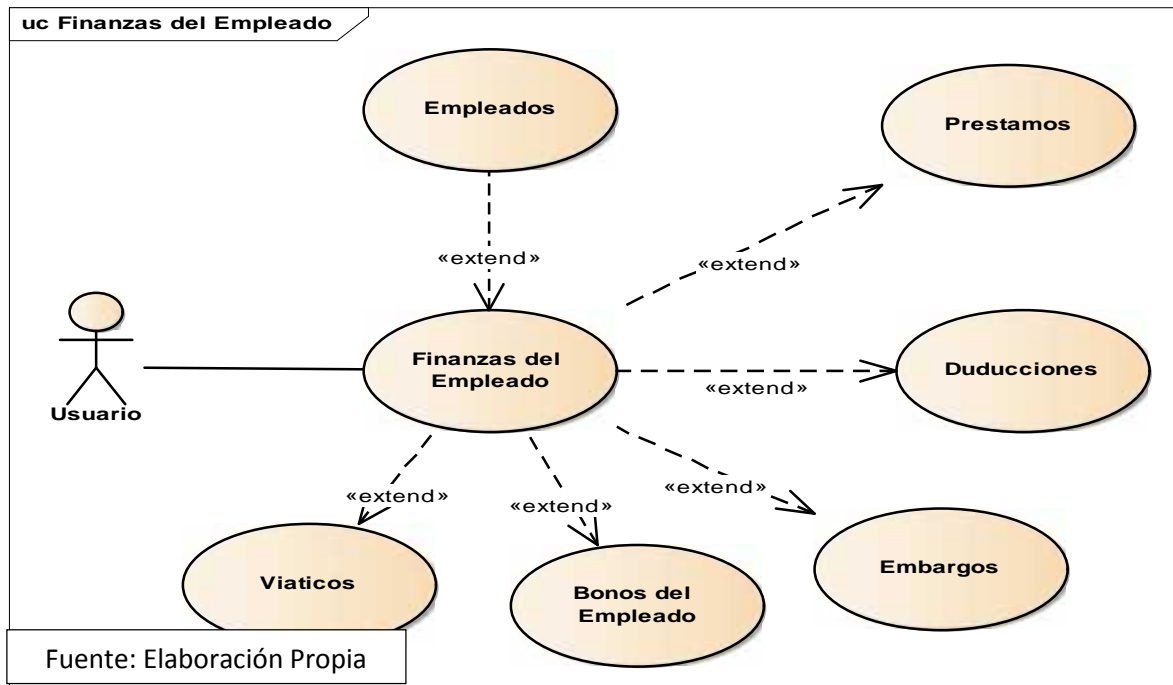 uc Finanzas del Empleado
Empleados
Prestamos
«extend»
«extend»
Finanzas del
Empleado
Duducciones
«extend»
Usuario
«extend»
«extend»
«extend»
Viaticos
Bonos del
Empleado
Embargos
Fuente: Elaboración Propia